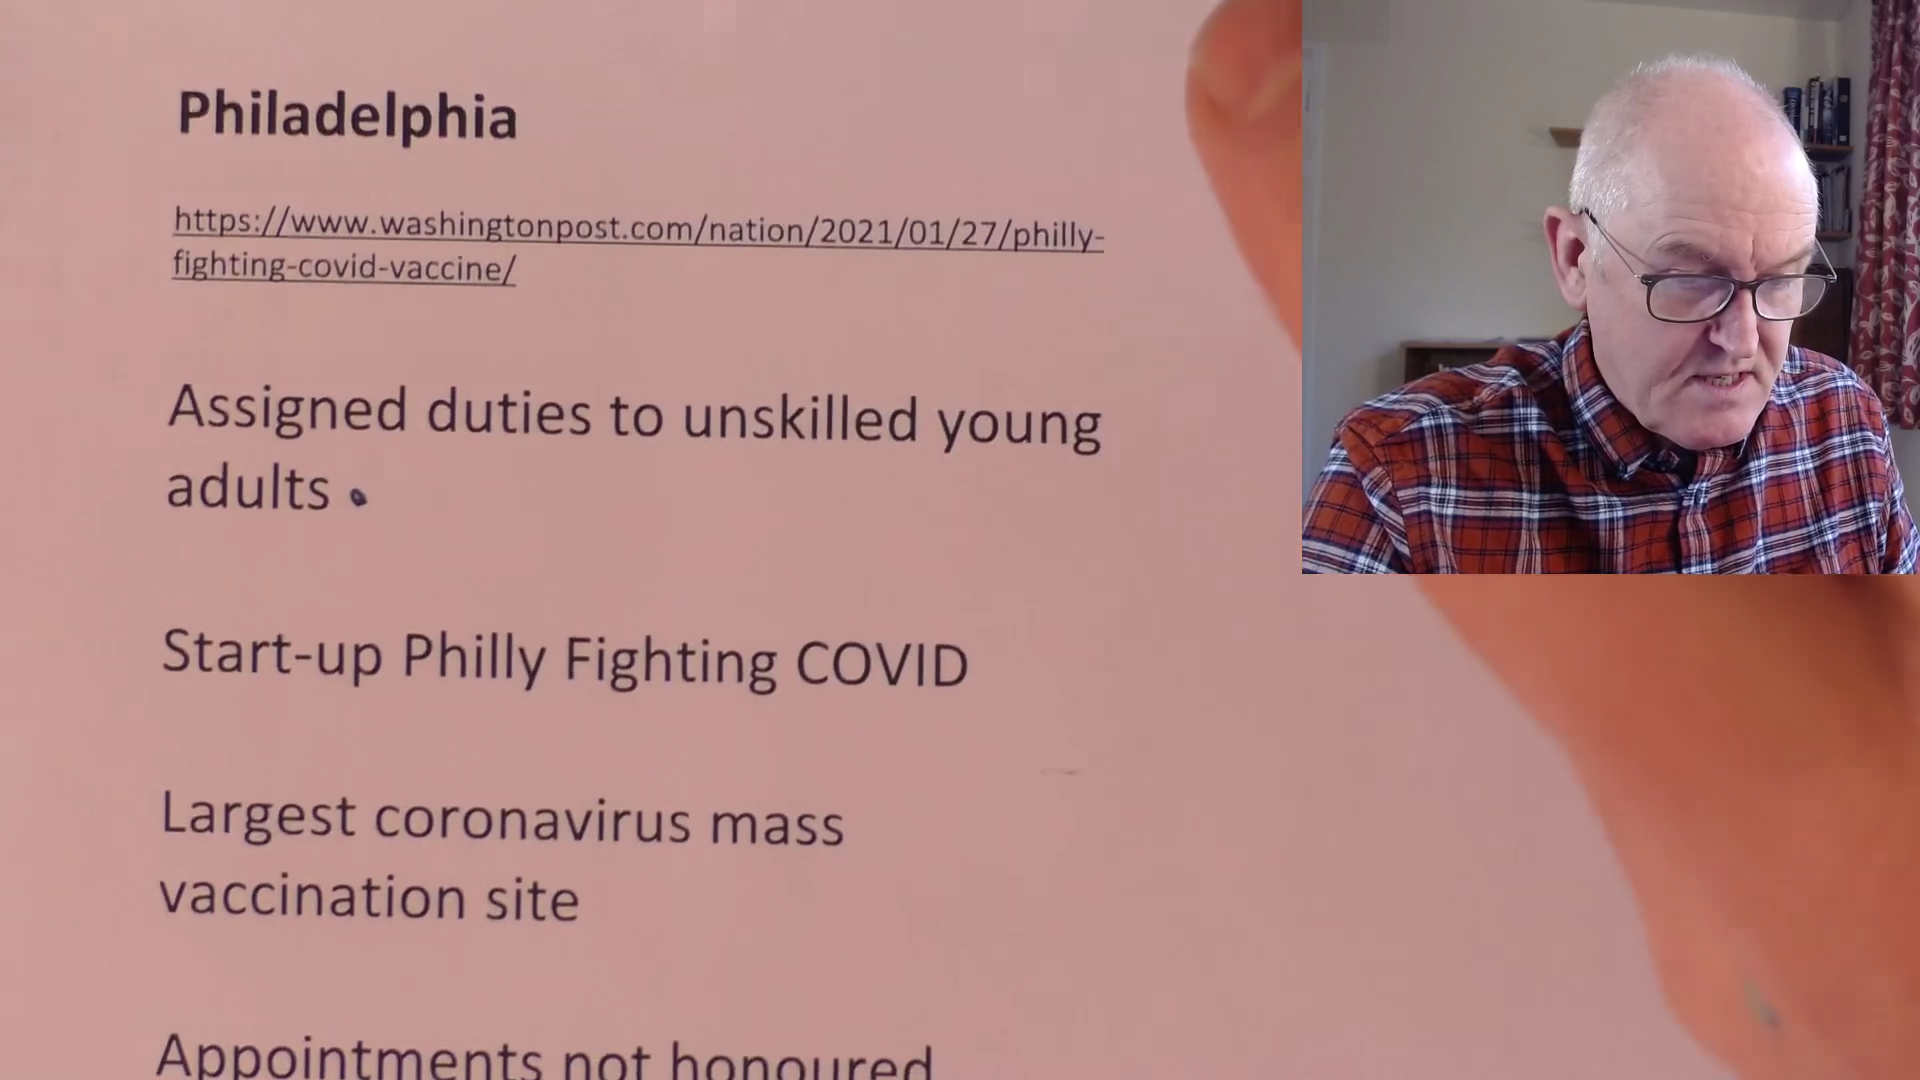 Philadelphia
https://www.washingtonpost.com/nation/2021/01/27/philly-
fighting-covid-vaccine/
Assigned duties to unskilled young
adults
Start-up Philly Fighting COVID
Largest coronavirus mass
vaccination site
Appointments not honoured